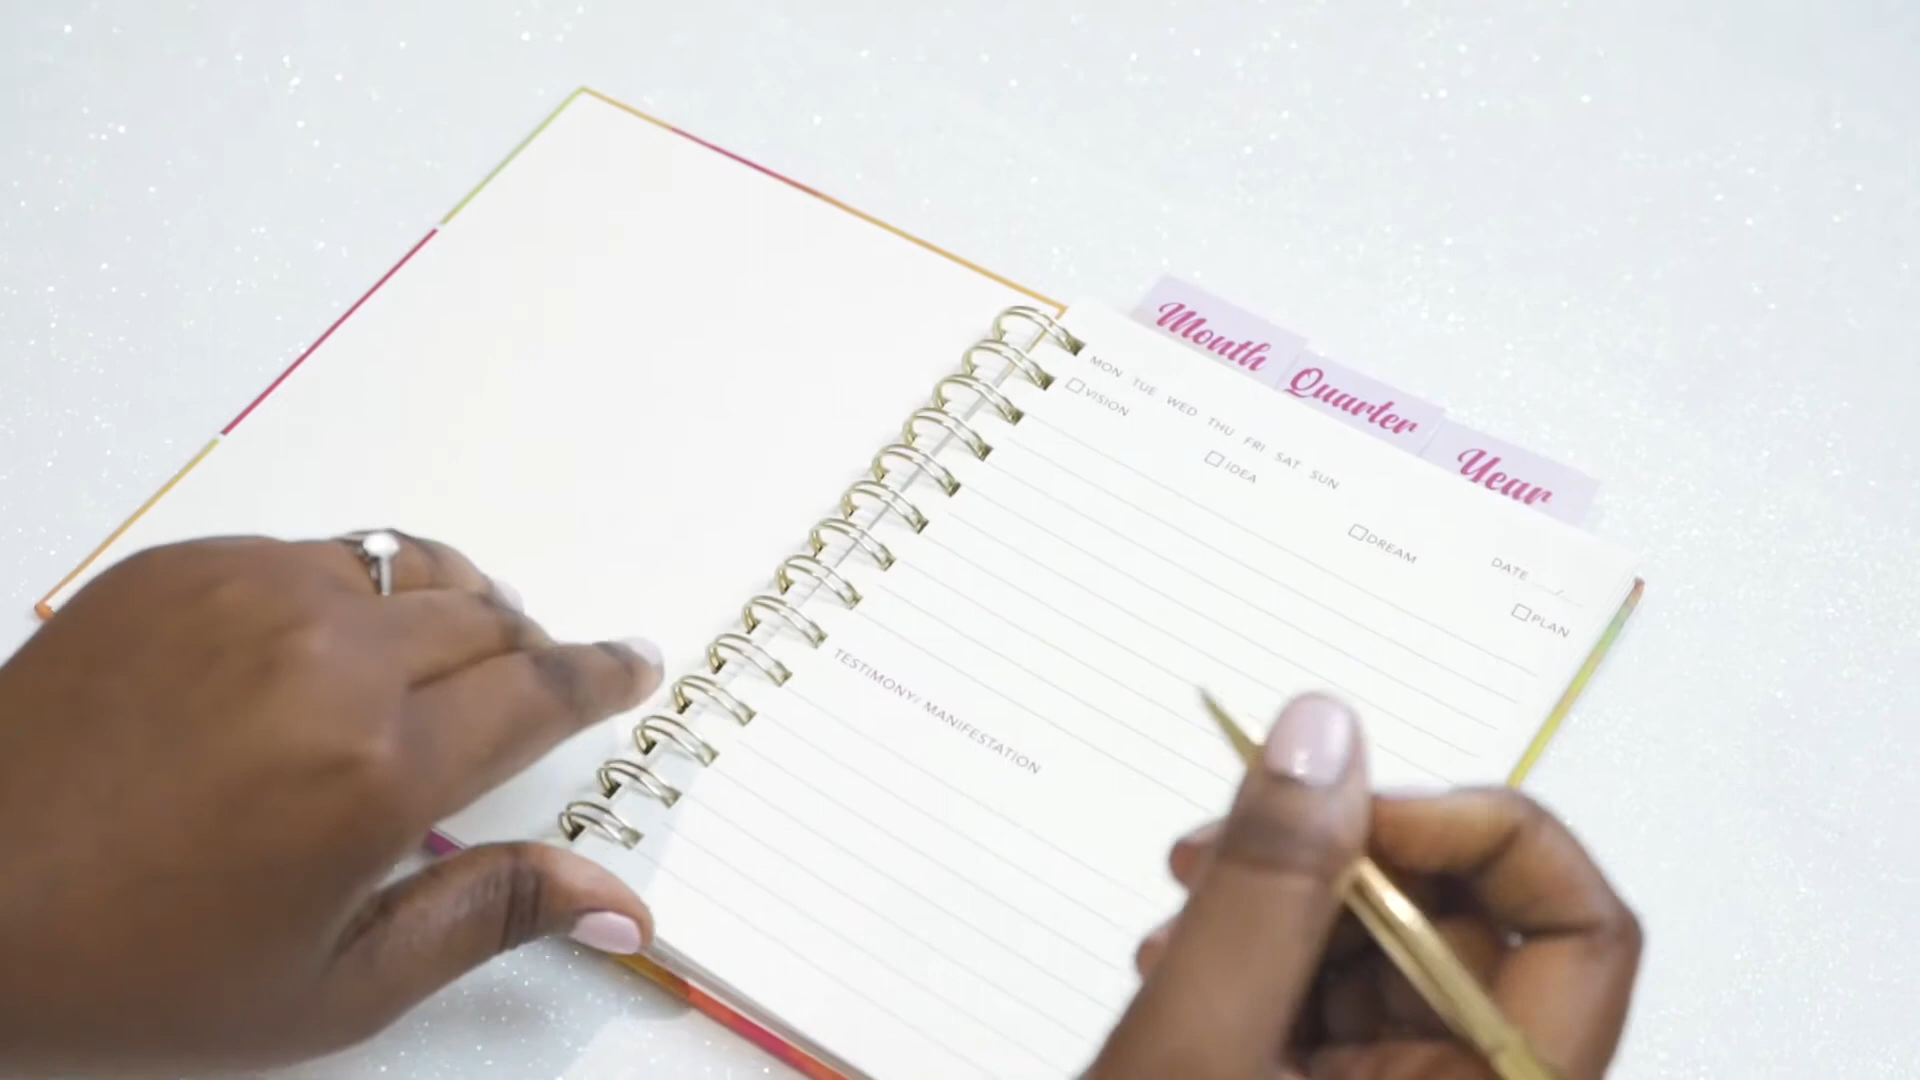 Month Quarter Year
MON TUE WED THU FRI SAT SUN DATE / 
VISION IDEA DREAM PLAN
TESTIMONY/ MANIFESTATION